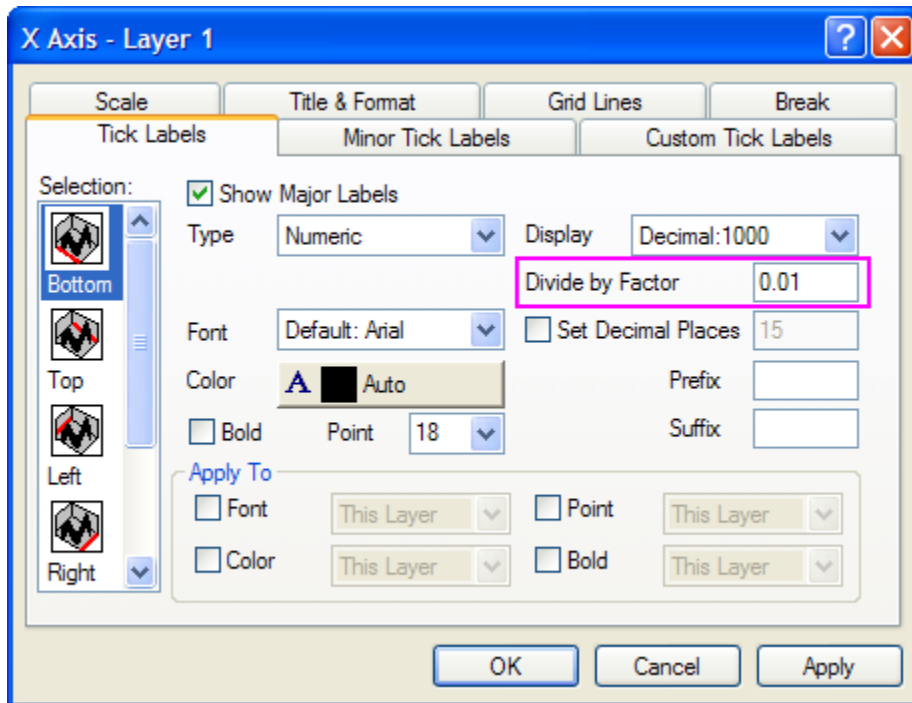 X Axis - Layer 1
Scale Title & Format Grid Lines Break
Tick Labels Minor Tick Labels Custom Tick Labels
Selection:
Bottom
Top
Left
Right
Show Major Labels
Type Numeric Display Decimal:1000
Divide by Factor 0.01
Font Default: Arial Set Decimal Places 15
Color A Auto Prefix
Bold Point 18 Suffix
Apply To
Font This Layer Point This Layer
Color This Layer Bold This Layer
OK Cancel Apply